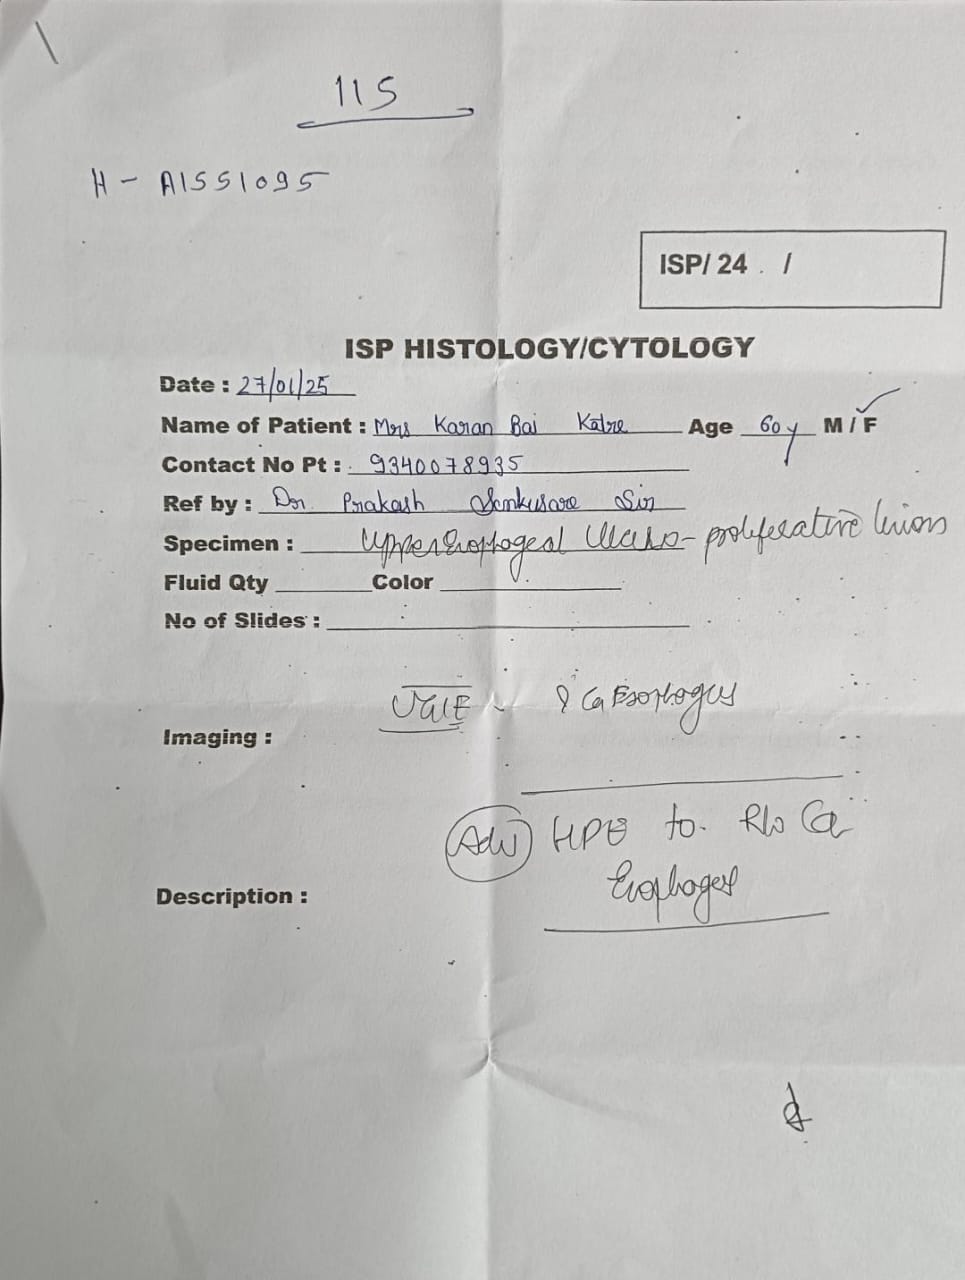 115
H - A1551095
ISP/ 24 . /
ISP HISTOLOGY/CYTOLOGY
Date : 27/01/25
Name of Patient : Mrs Karan Bai Katre Age 60y M / F
Contact No Pt : 9340078935
Ref by : Dr. Prakash Sonkusare Sir
Specimen : Upper Esophageal Ulcero-proliferative lesions
Fluid Qty Color
No of Slides :
UGIE - ? Ca Esophagus
Imaging :
Adv HPE to R/o Ca
Esophagus
Description :